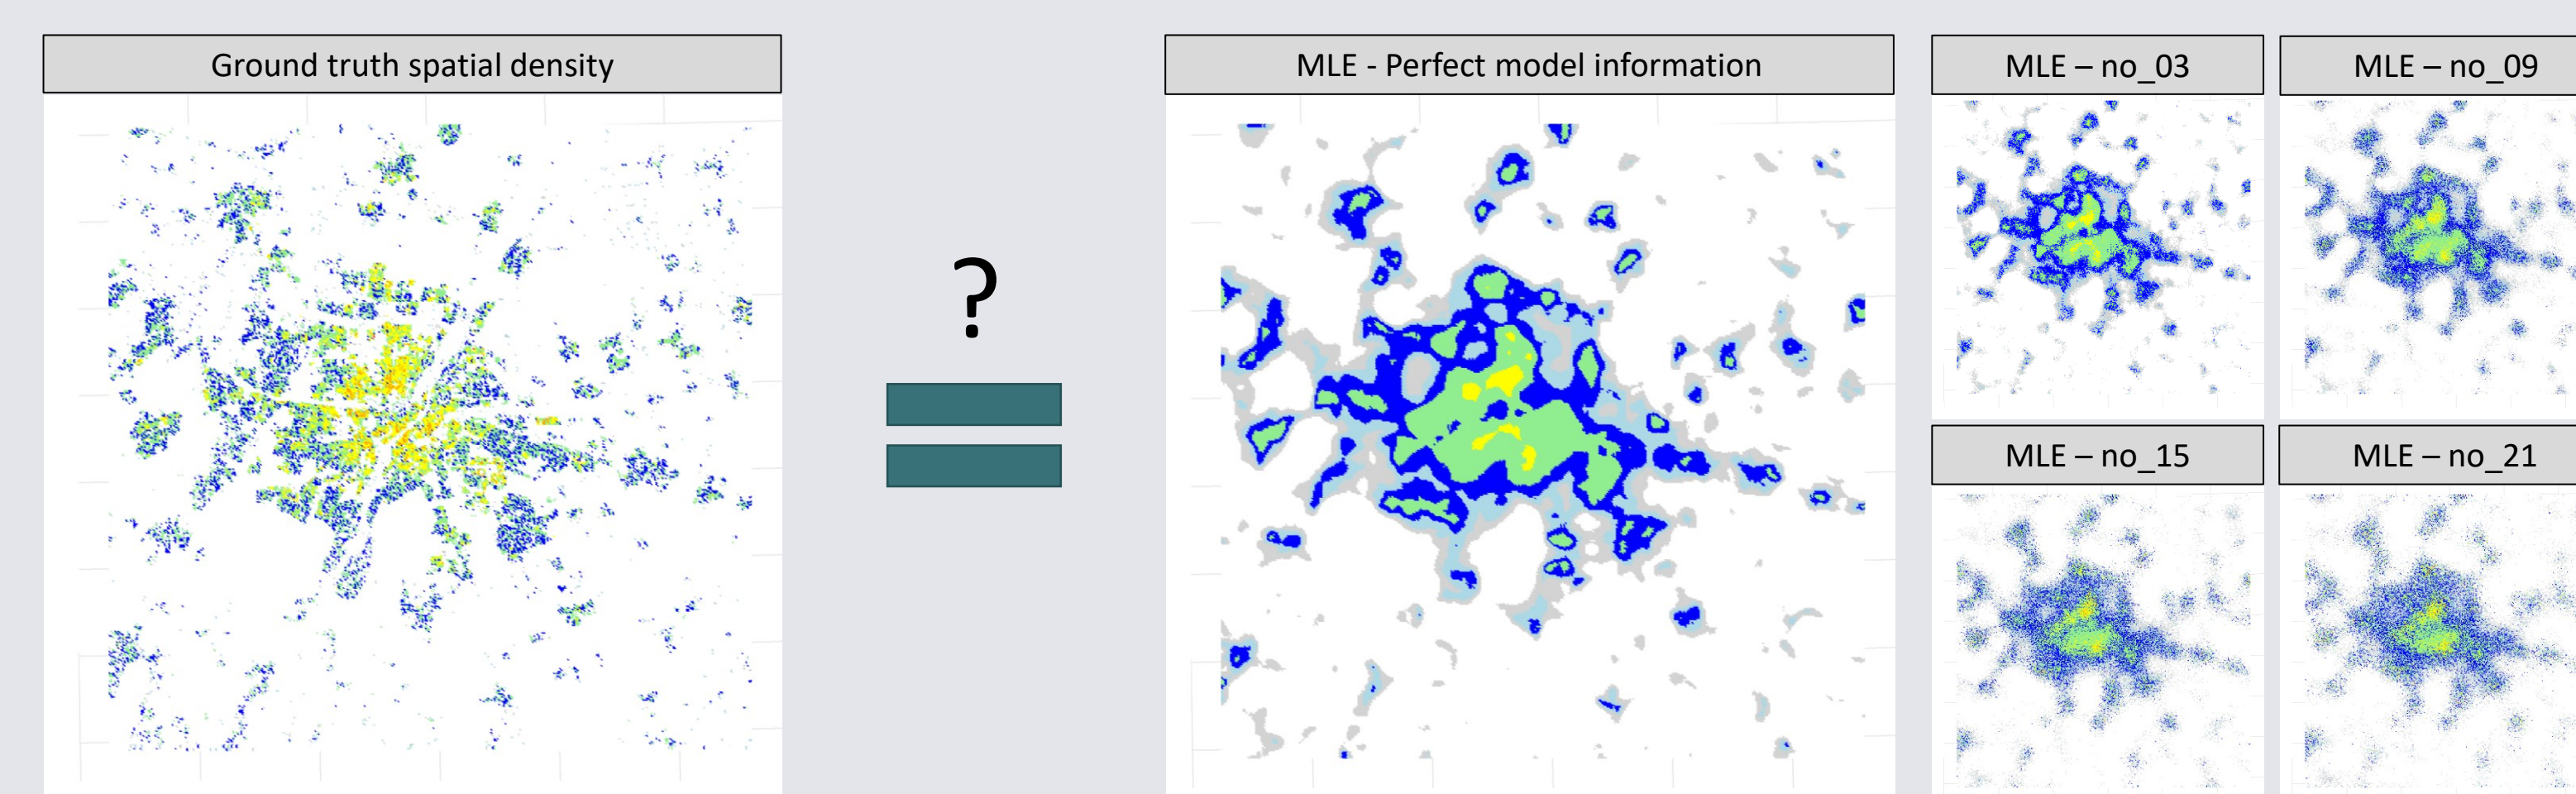 Ground truth spatial density
?
MLE - Perfect model information
MLE – no_03
MLE – no_09
MLE – no_15
MLE – no_21